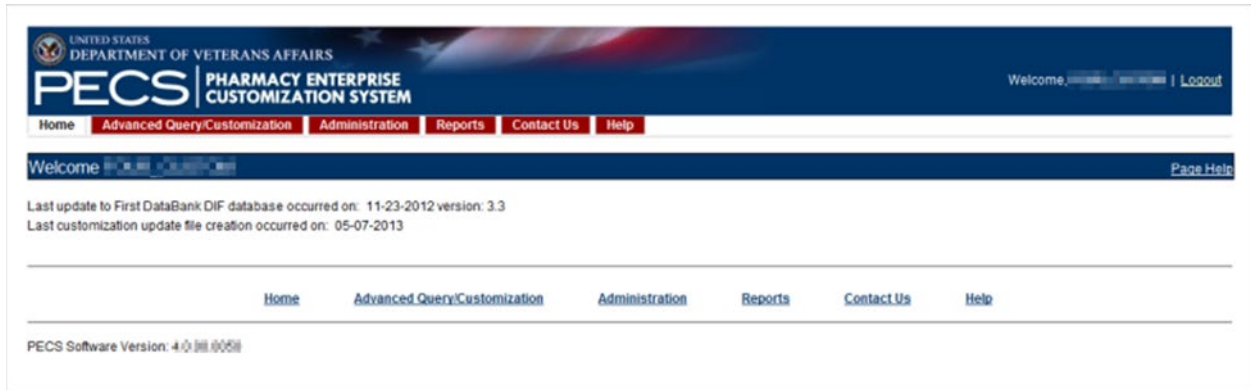 UNITED STATES
DEPARTMENT OF VETERANS AFFAIRS
PECS PHARMACY ENTERPRISE
CUSTOMIZATION SYSTEM
Welcome, | Logout
Home Advanced Query/Customization Administration Reports Contact Us Help
Welcome
Page Help
Last update to First DataBank DIF database occurred on: 11-23-2012 version: 3.3
Last customization update file creation occurred on: 05-07-2013
Home Advanced Query/Customization Administration Reports Contact Us Help
PECS Software Version: